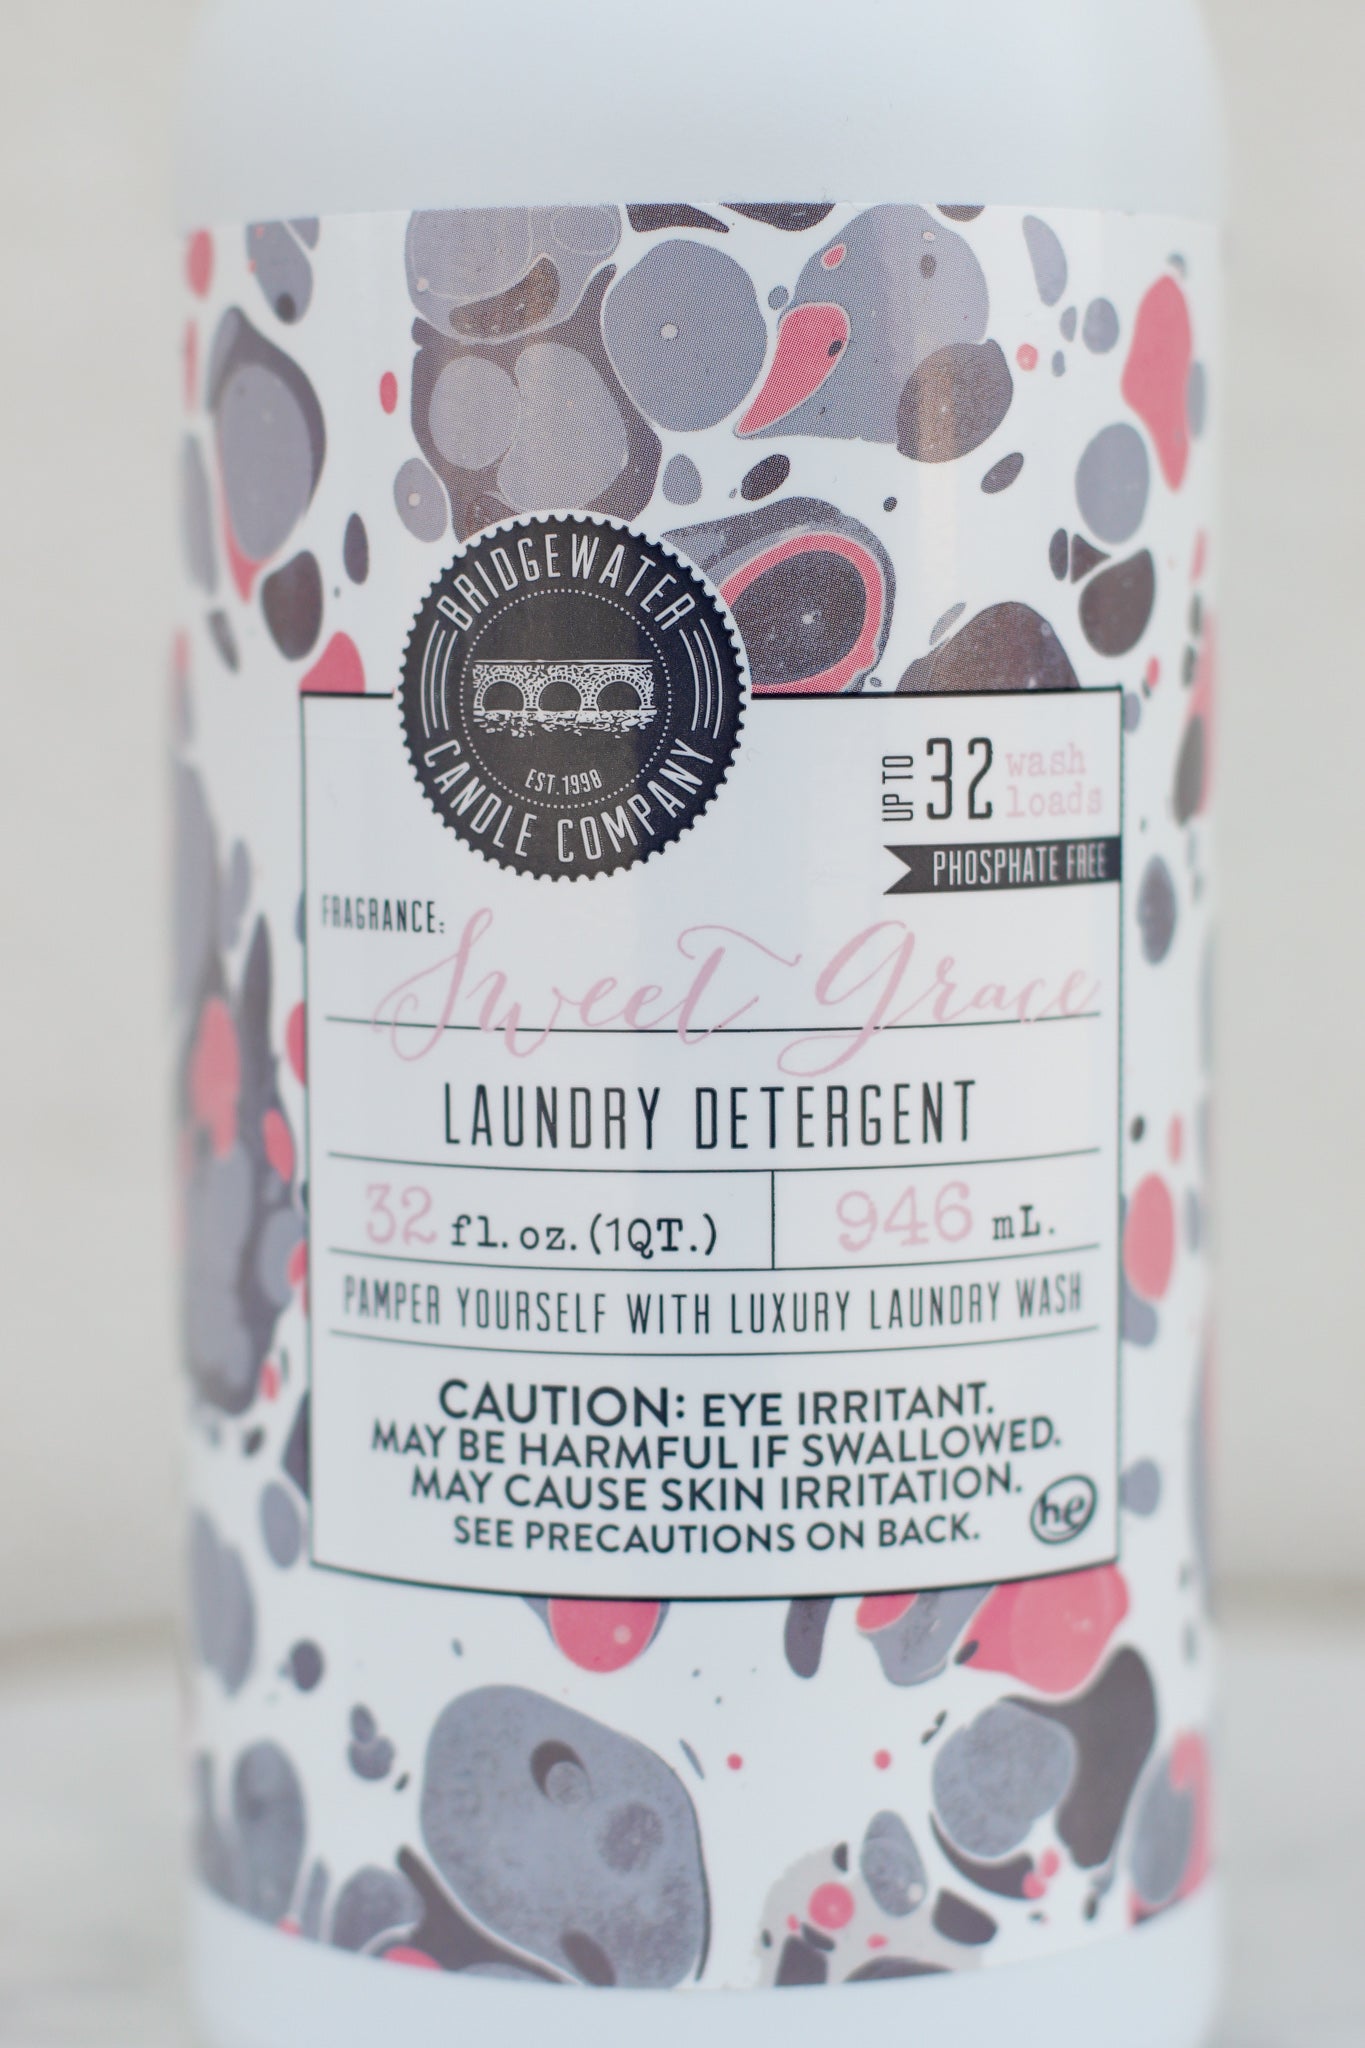 BRIDGEWATER
EST. 1998
CANDLE COMPANY
UP TO 32 wash loads
PHOSPHATE FREE
FRAGRANCE:
Sweet Grace
LAUNDRY DETERGENT
32 fl. oz. (1QT.) 946 mL.
PAMPER YOURSELF WITH LUXURY LAUNDRY WASH
CAUTION: EYE IRRITANT.
MAY BE HARMFUL IF SWALLOWED.
MAY CAUSE SKIN IRRITATION.
SEE PRECAUTIONS ON BACK.
he